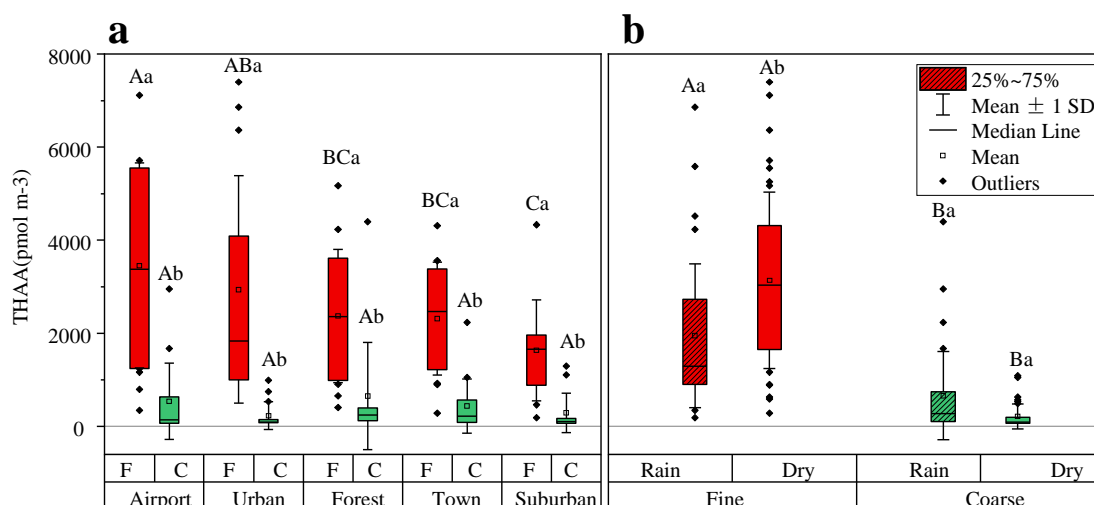 a
b
8000
6000
4000
2000
0
THAA(pmol m-3)
Aa
Ab
ABa
Ab
BCa
Ab
BCa
Ab
Ca
Ab
F C F C F C F C F C
Airport Urban Forest Town Suburban
Aa
Ab
Ba
Ba
25%~75%
Mean ± 1 SD
Median Line
Mean
Outliers
Rain Dry Rain Dry
Fine Coarse